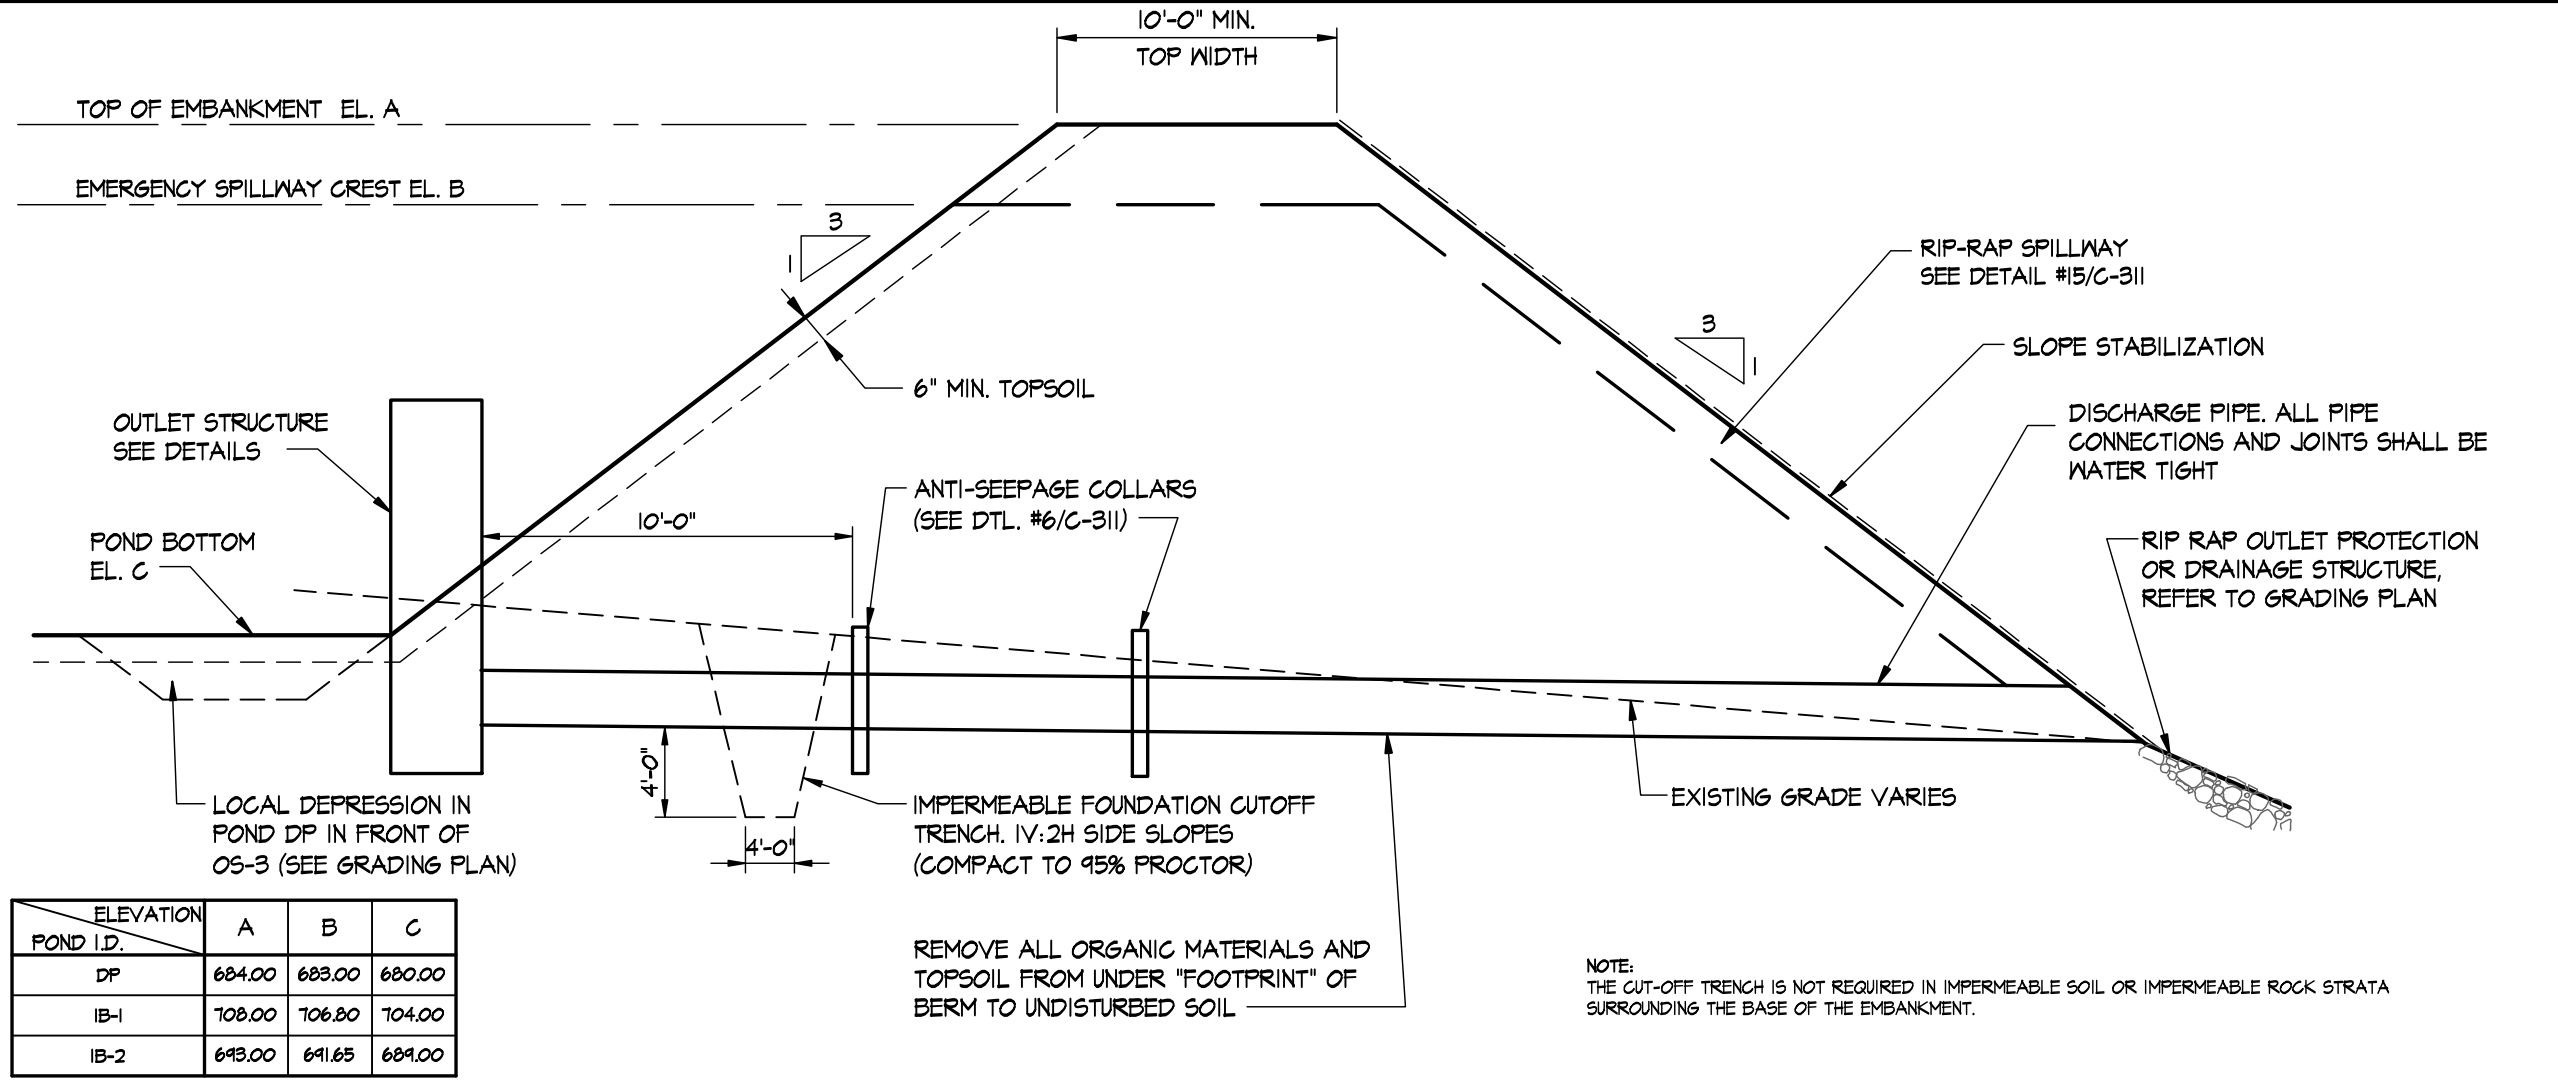 10'-0" MIN.
TOP WIDTH
TOP OF EMBANKMENT EL. A
EMERGENCY SPILLWAY CREST EL. B
3
1
RIP-RAP SPILLWAY
SEE DETAIL #15/C-311
3
1
SLOPE STABILIZATION
6" MIN. TOPSOIL
OUTLET STRUCTURE
SEE DETAILS
DISCHARGE PIPE. ALL PIPE
CONNECTIONS AND JOINTS SHALL BE
WATER TIGHT
ANTI-SEEPAGE COLLARS
(SEE DTL. #6/C-311)
10'-0"
POND BOTTOM
EL. C
RIP RAP OUTLET PROTECTION
OR DRAINAGE STRUCTURE,
REFER TO GRADING PLAN
4'-0"
4'-0"
LOCAL DEPRESSION IN
POND DP IN FRONT OF
OS-3 (SEE GRADING PLAN)
IMPERMEABLE FOUNDATION CUTOFF
TRENCH. 1V:2H SIDE SLOPES
(COMPACT TO 95% PROCTOR)
EXISTING GRADE VARIES
REMOVE ALL ORGANIC MATERIALS AND
TOPSOIL FROM UNDER "FOOTPRINT" OF
BERM TO UNDISTURBED SOIL
ELEVATION
POND I.D.
A B C
DP 684.00 683.00 680.00
IB-1 708.00 706.80 704.00
IB-2 693.00 691.65 689.00
NOTE:
THE CUT-OFF TRENCH IS NOT REQUIRED IN IMPERMEABLE SOIL OR IMPERMEABLE ROCK STRATA
SURROUNDING THE BASE OF THE EMBANKMENT.